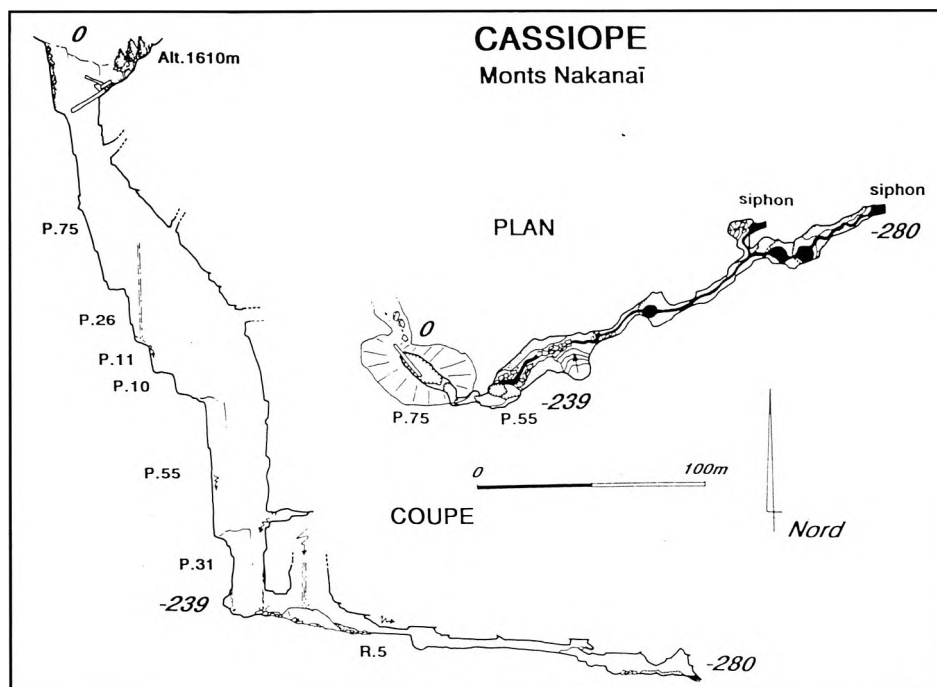 CASSIOPE
Monts Nakanaï
0
Alt.1610m
P.75
P.26
P.11
P.10
P.55
P.31
-239
R.5
-280
COUPE
PLAN
siphon
siphon
-280
0
P.75
P.55
-239
0 100m
Nord